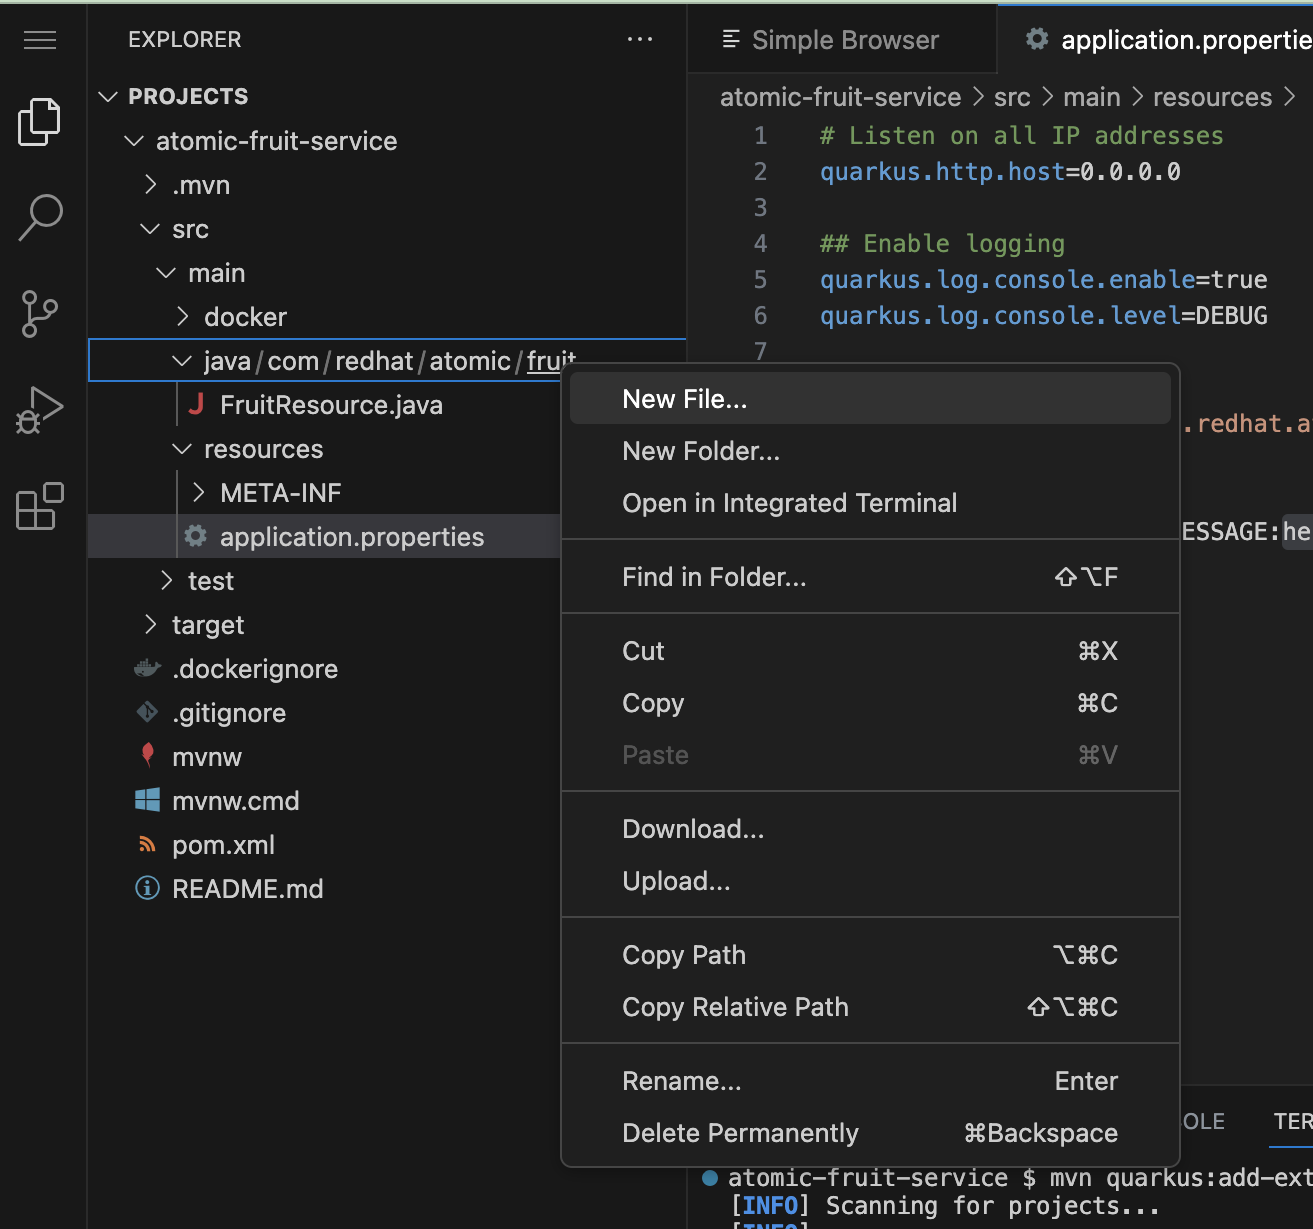 EXPLORER
PROJECTS
atomic-fruit-service
.mvn
src
main
docker
java/com/redhat/atomic/fruit
FruitResource.java
resources
META-INF
application.properties
test
target
.dockerignore
.gitignore
mvnw
mvnw.cmd
pom.xml
README.md
Simple Browser
application.propertie
atomic-fruit-service > src > main > resources >
1 # Listen on all IP addresses
2 quarkus.http.host=0.0.0.0
3
4 ## Enable logging
5 quarkus.log.console.enable=true
6 quarkus.log.console.level=DEBUG
7
.redhat.a
ESSAGE:he
New File...
New Folder...
Open in Integrated Terminal
Find in Folder... ⇧⌥F
Cut ⌘X
Copy ⌘C
Paste ⌘V
Download...
Upload...
Copy Path ⌥⌘C
Copy Relative Path ⇧⌥⌘C
Rename... Enter
Delete Permanently ⌘Backspace
OLE TER
atomic-fruit-service $ mvn quarkus:add-ext
[INFO] Scanning for projects...
[INFO]